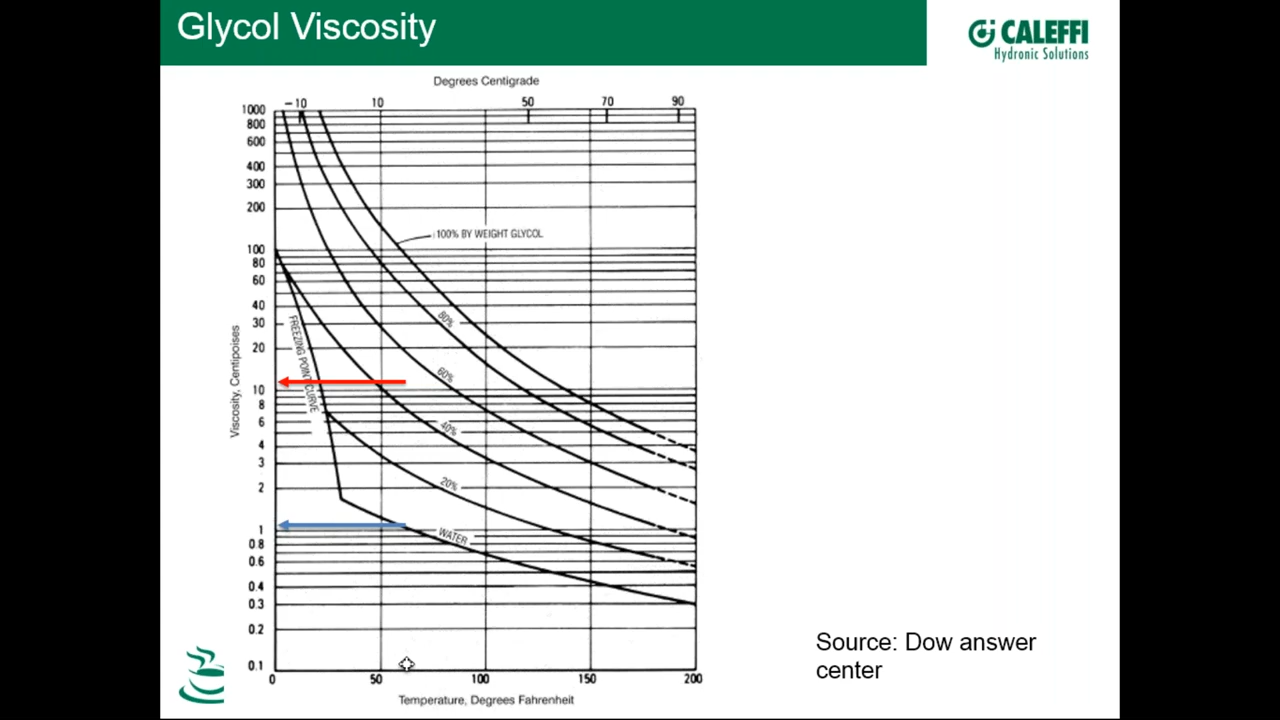 Glycol Viscosity
CALEFFI
Hydronic Solutions
Degrees Centigrade
-10 10 50 70 90
1000
800
600
400
300
200
100
80
60
40
30
20
10
8
6
4
3
2
1
0.8
0.6
0.4
0.3
0.2
0.1
Viscosity, Centipoises
100% BY WEIGHT GLYCOL
80%
60%
40%
20%
WATER
FREEZING POINT CURVE
0 50 100 150 200
Temperature, Degrees Fahrenheit
Source: Dow answer
center